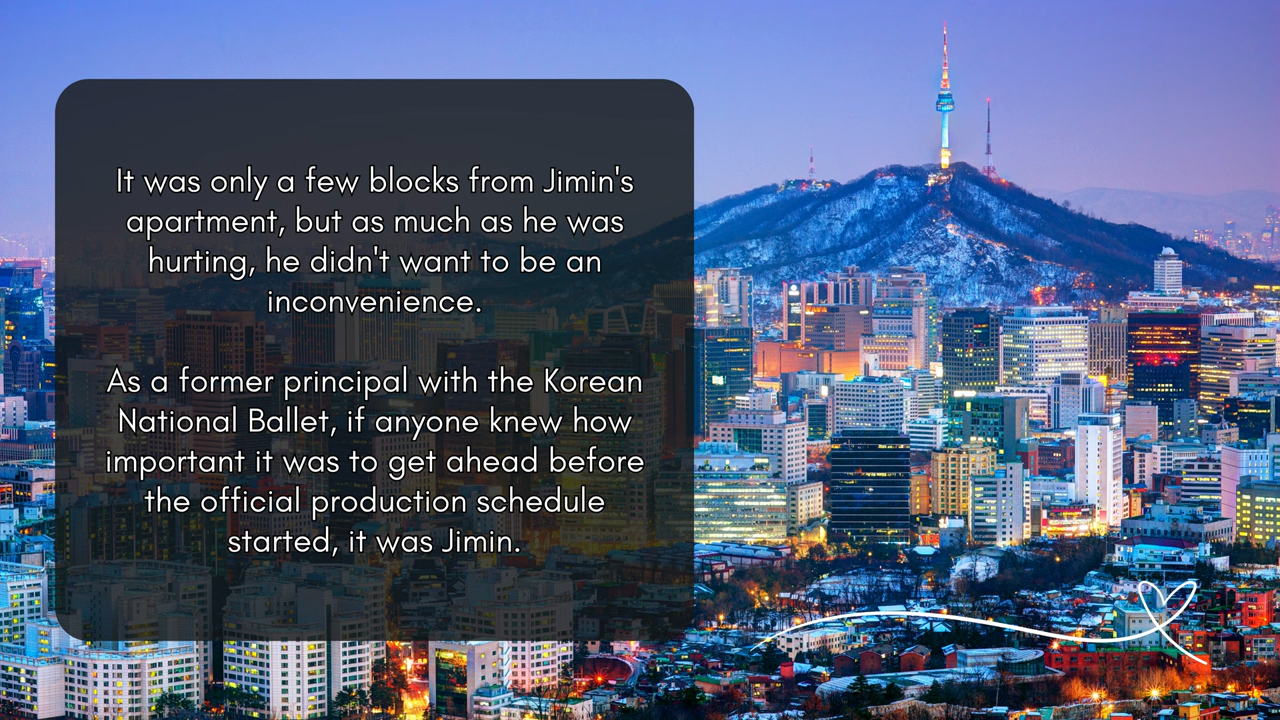 It was only a few blocks from Jimin's
apartment, but as much as he was
hurting, he didn't want to be an
inconvenience.
As a former principal with the Korean
National Ballet, if anyone knew how
important it was to get ahead before
the official production schedule
started, it was Jimin.